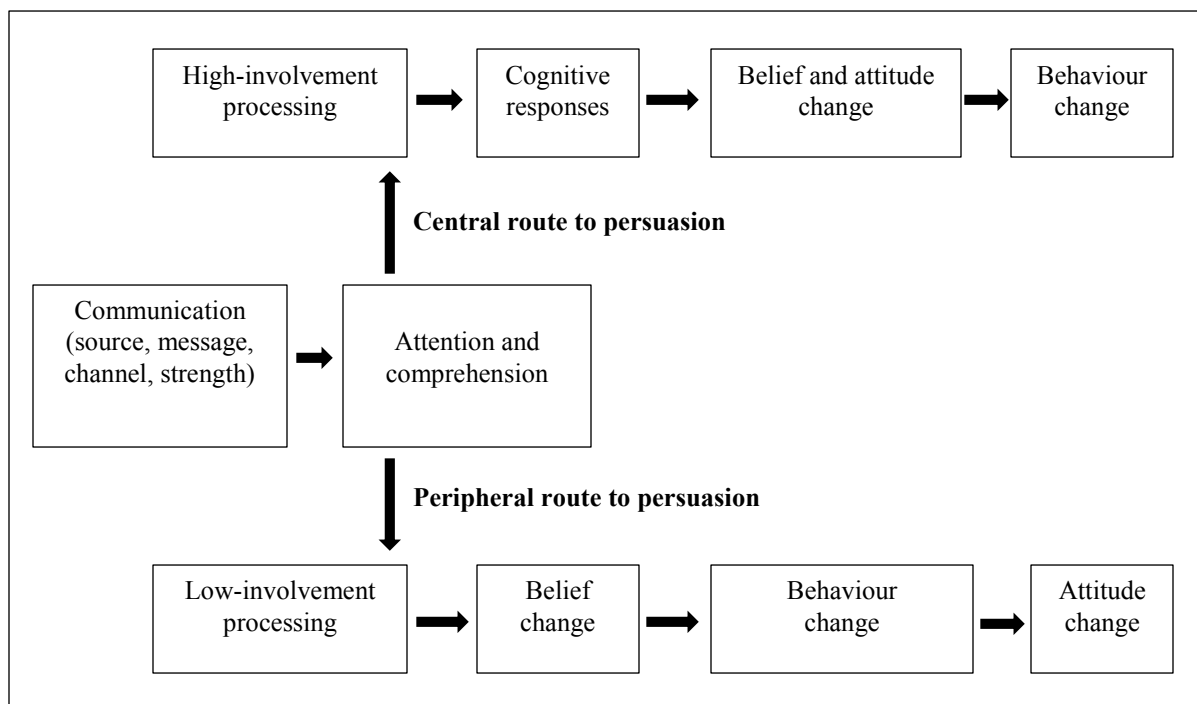 High-involvement
processing
Cognitive
responses
Belief and attitude
change
Behaviour
change
Central route to persuasion
Communication
(source, message,
channel, strength)
Attention and
comprehension
Peripheral route to persuasion
Low-involvement
processing
Belief
change
Behaviour
change
Attitude
change